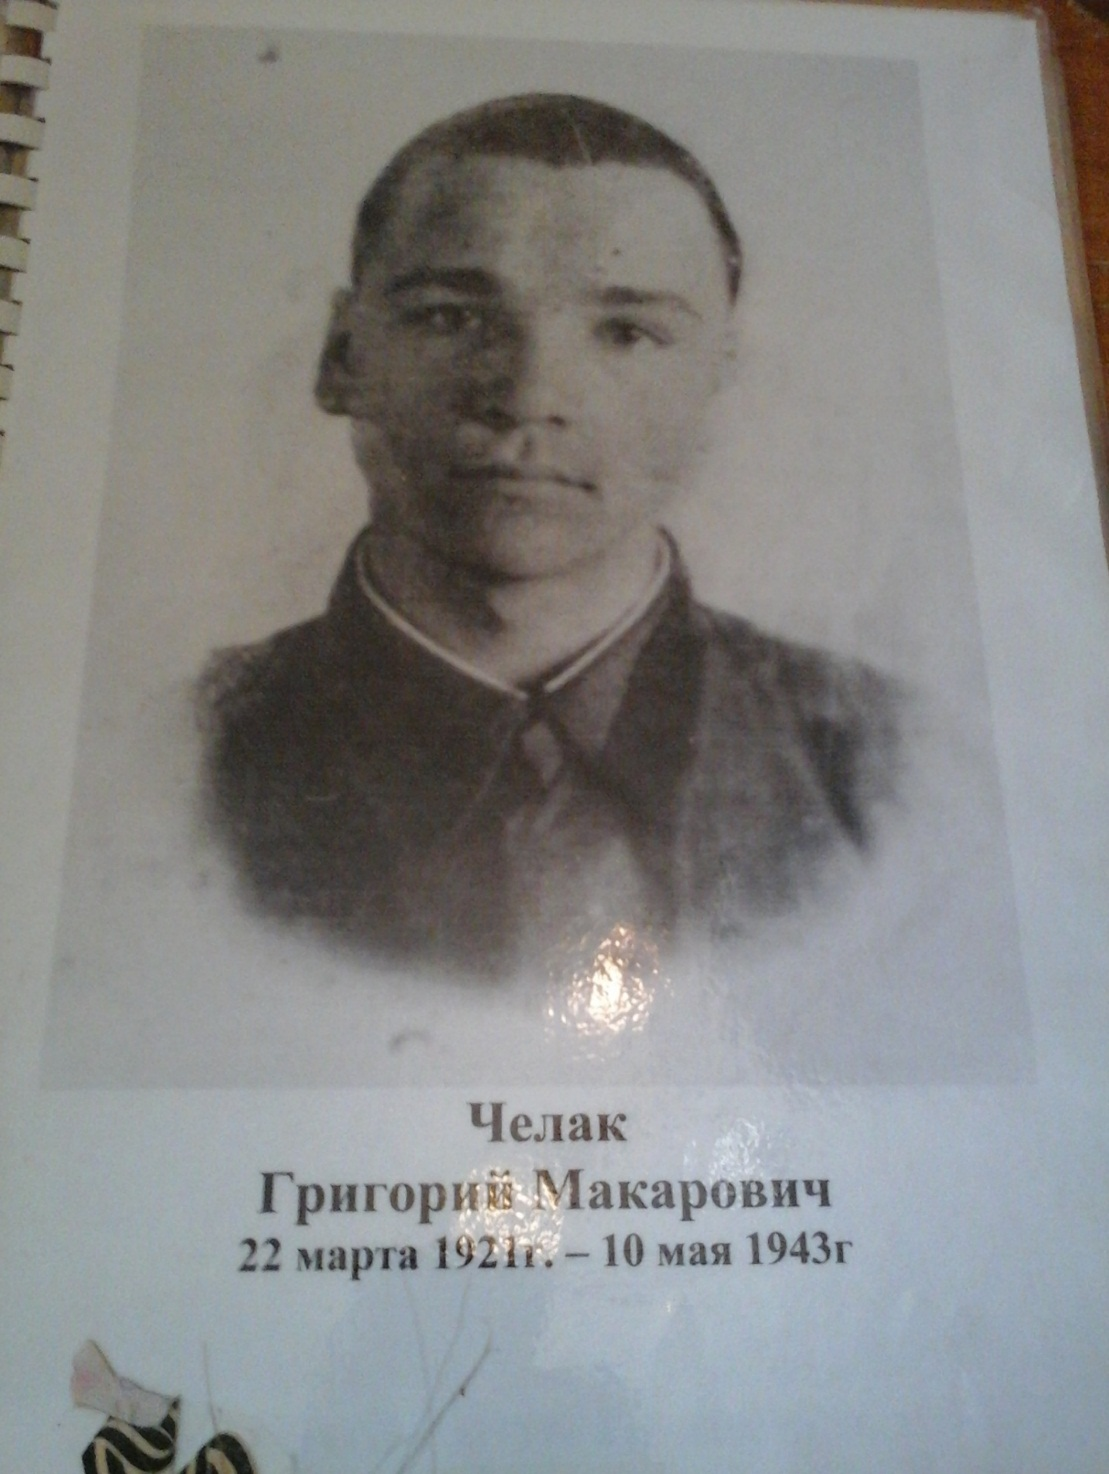 Челак
Григорий Макарович
22 марта 1921г. – 10 мая 1943г